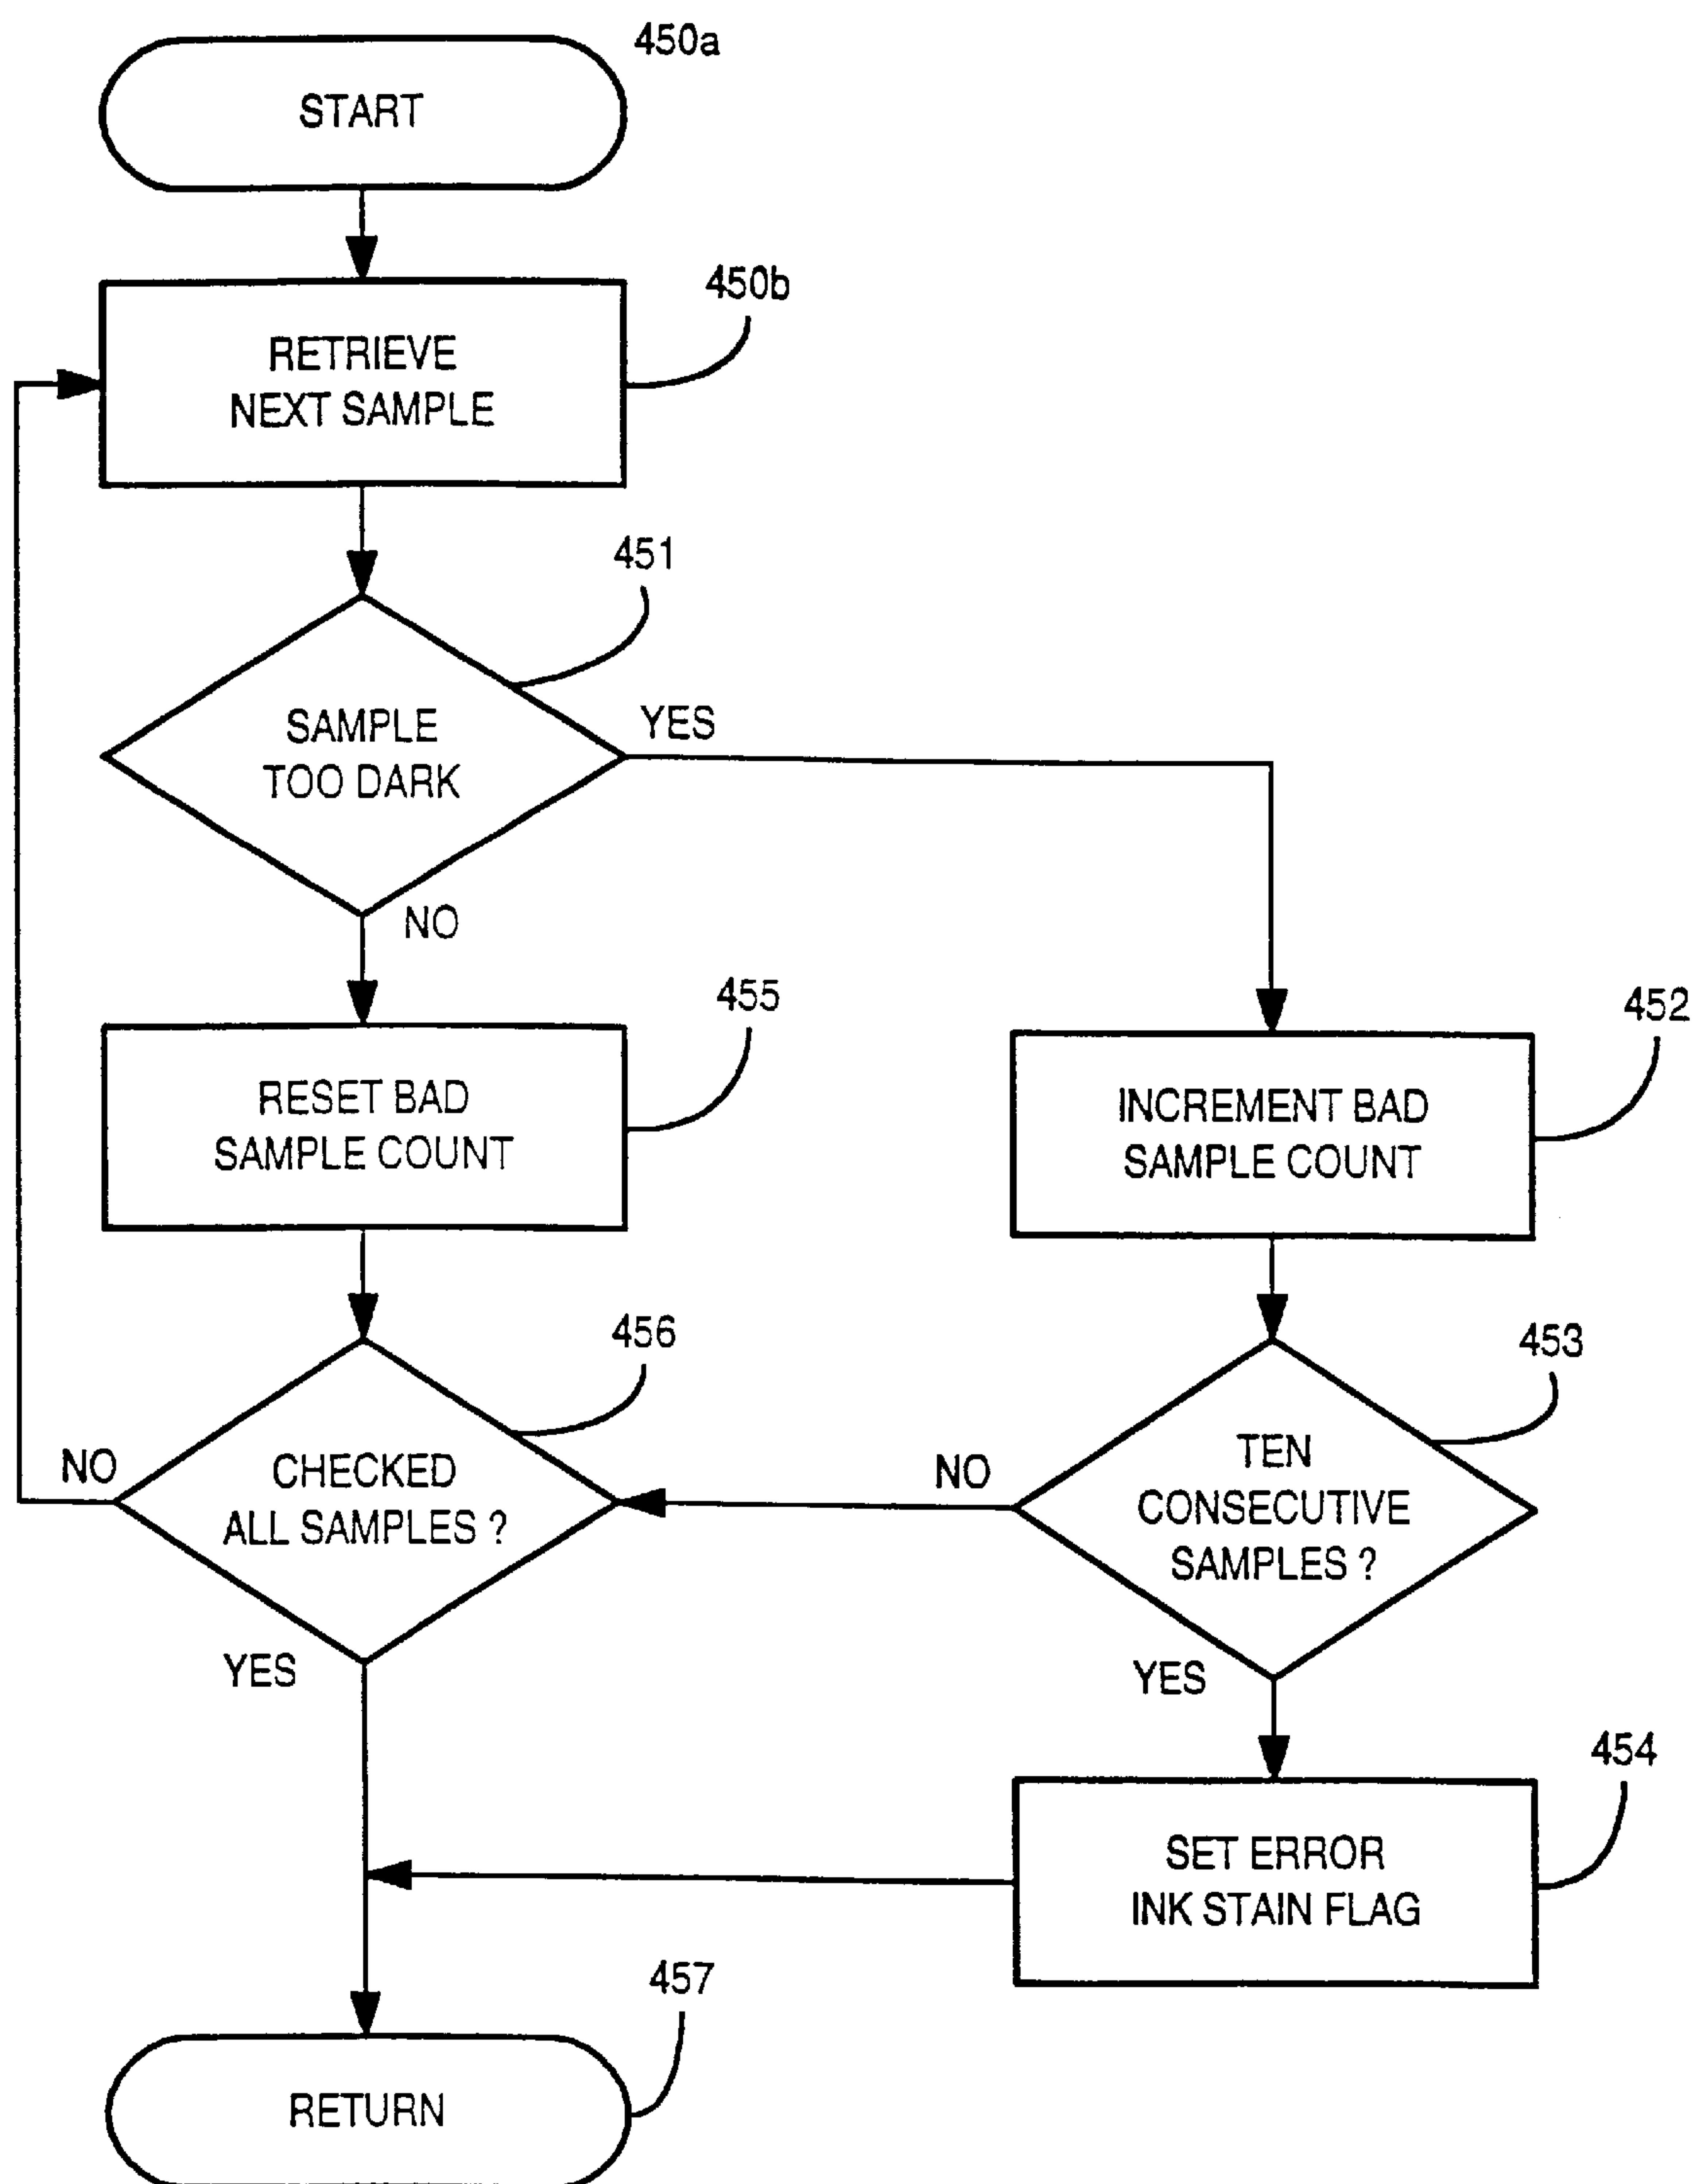 450a
START
450b
RETRIEVE
NEXT SAMPLE
451
SAMPLE
TOO DARK
YES
NO
455
RESET BAD
SAMPLE COUNT
452
INCREMENT BAD
SAMPLE COUNT
456
CHECKED
ALL SAMPLES ?
NO
YES
453
TEN
CONSECUTIVE
SAMPLES ?
NO
YES
454
SET ERROR
INK STAIN FLAG
457
RETURN